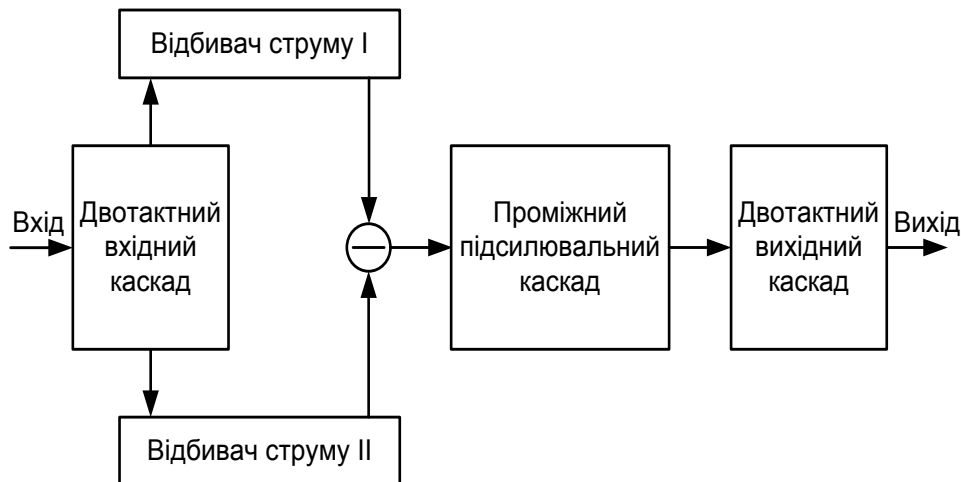 Відбивач струму I
Вхід
Двотактний
вхідний
каскад
Проміжний
підсилювальний
каскад
Двотактний
вихідний
каскад
Вихід
Відбивач струму II